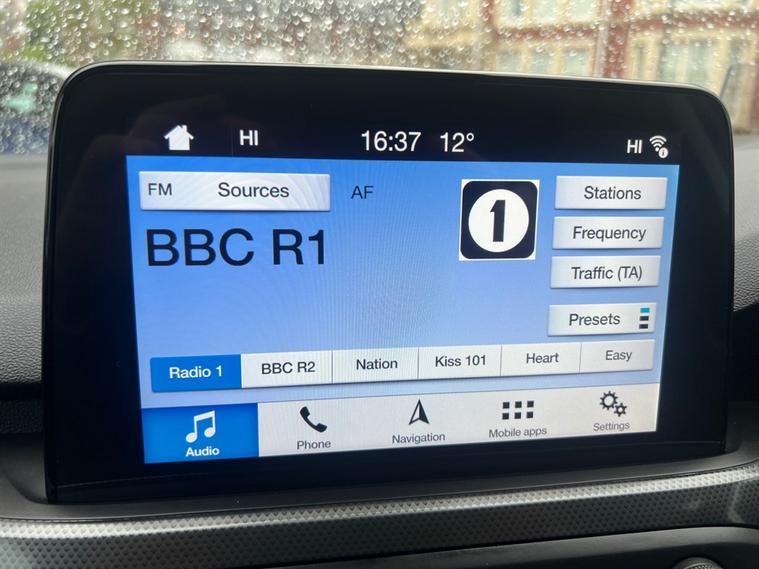 HI 16:37 12° HI
FM Sources AF
1
Stations
BBC R1
Frequency
Traffic (TA)
Presets
Radio 1 BBC R2 Nation Kiss 101 Heart Easy
Audio Phone Navigation Mobile apps Settings